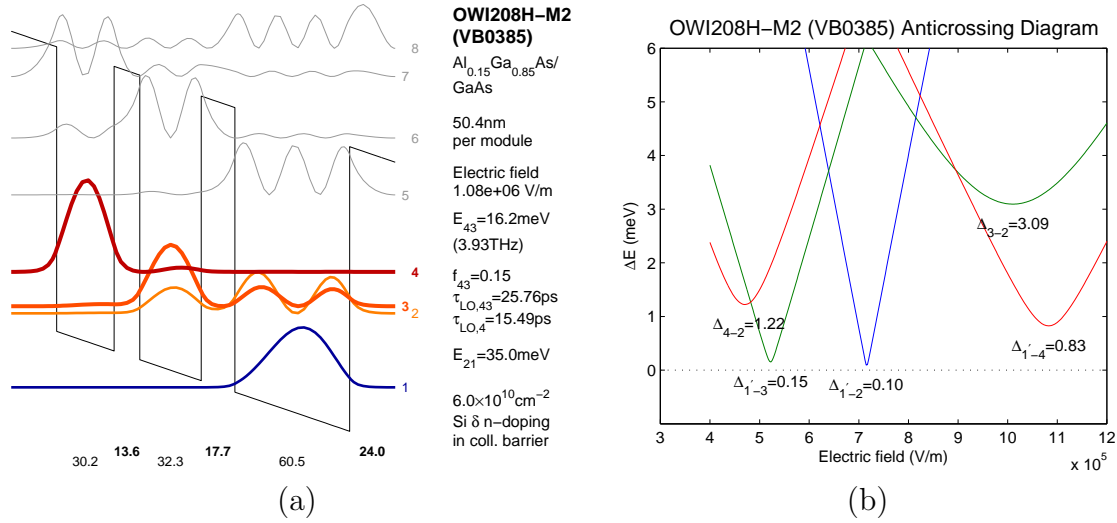 OWI208H−M2
(VB0385)
Al0.15Ga0.85As/
GaAs
50.4nm
per module
Electric field
1.08e+06 V/m
E43=16.2meV
(3.93THz)
f43=0.15
τLO,43=25.76ps
τLO,4=15.49ps
E21=35.0meV
6.0×10^10cm^−2
Si δ n−doping
in coll. barrier
8
7
6
5
4
3
2
1
30.2 13.6 32.3 17.7 60.5 24.0
(a)
OWI208H−M2 (VB0385) Anticrossing Diagram
ΔE (meV)
6
5
4
3
2
1
0
Δ3−2=3.09
Δ4−2=1.22
Δ1′−4=0.83
Δ1′−3=0.15
Δ1′−2=0.10
3 4 5 6 7 8 9 10 11 12
Electric field (V/m)
x 10^5
(b)